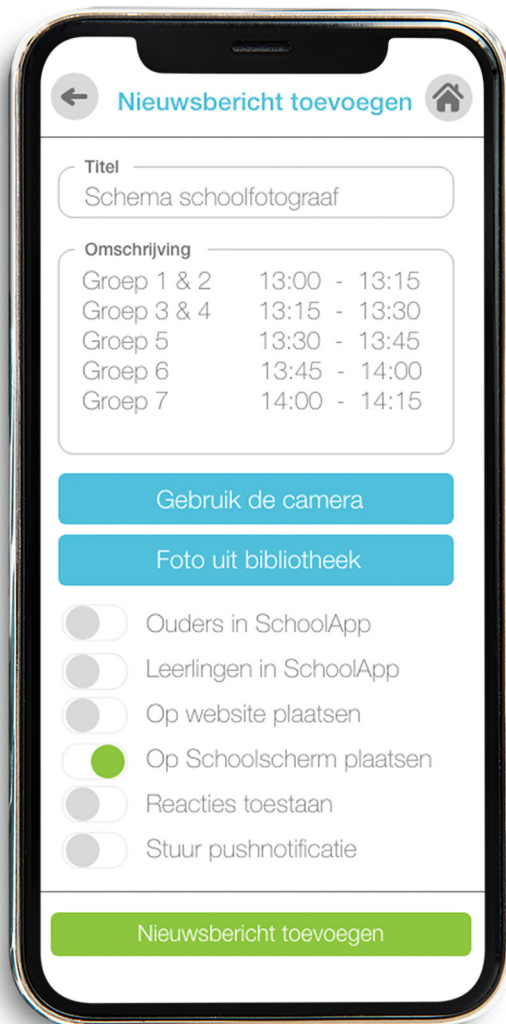 Nieuwsbericht toevoegen
Titel
Schema schoolfotograaf
Omschrijving
Groep 1 & 2 13:00 - 13:15
Groep 3 & 4 13:15 - 13:30
Groep 5 13:30 - 13:45
Groep 6 13:45 - 14:00
Groep 7 14:00 - 14:15
Gebruik de camera
Foto uit bibliotheek
Ouders in SchoolApp
Leerlingen in SchoolApp
Op website plaatsen
Op Schoolscherm plaatsen
Reacties toestaan
Stuur pushnotificatie
Nieuwsbericht toevoegen